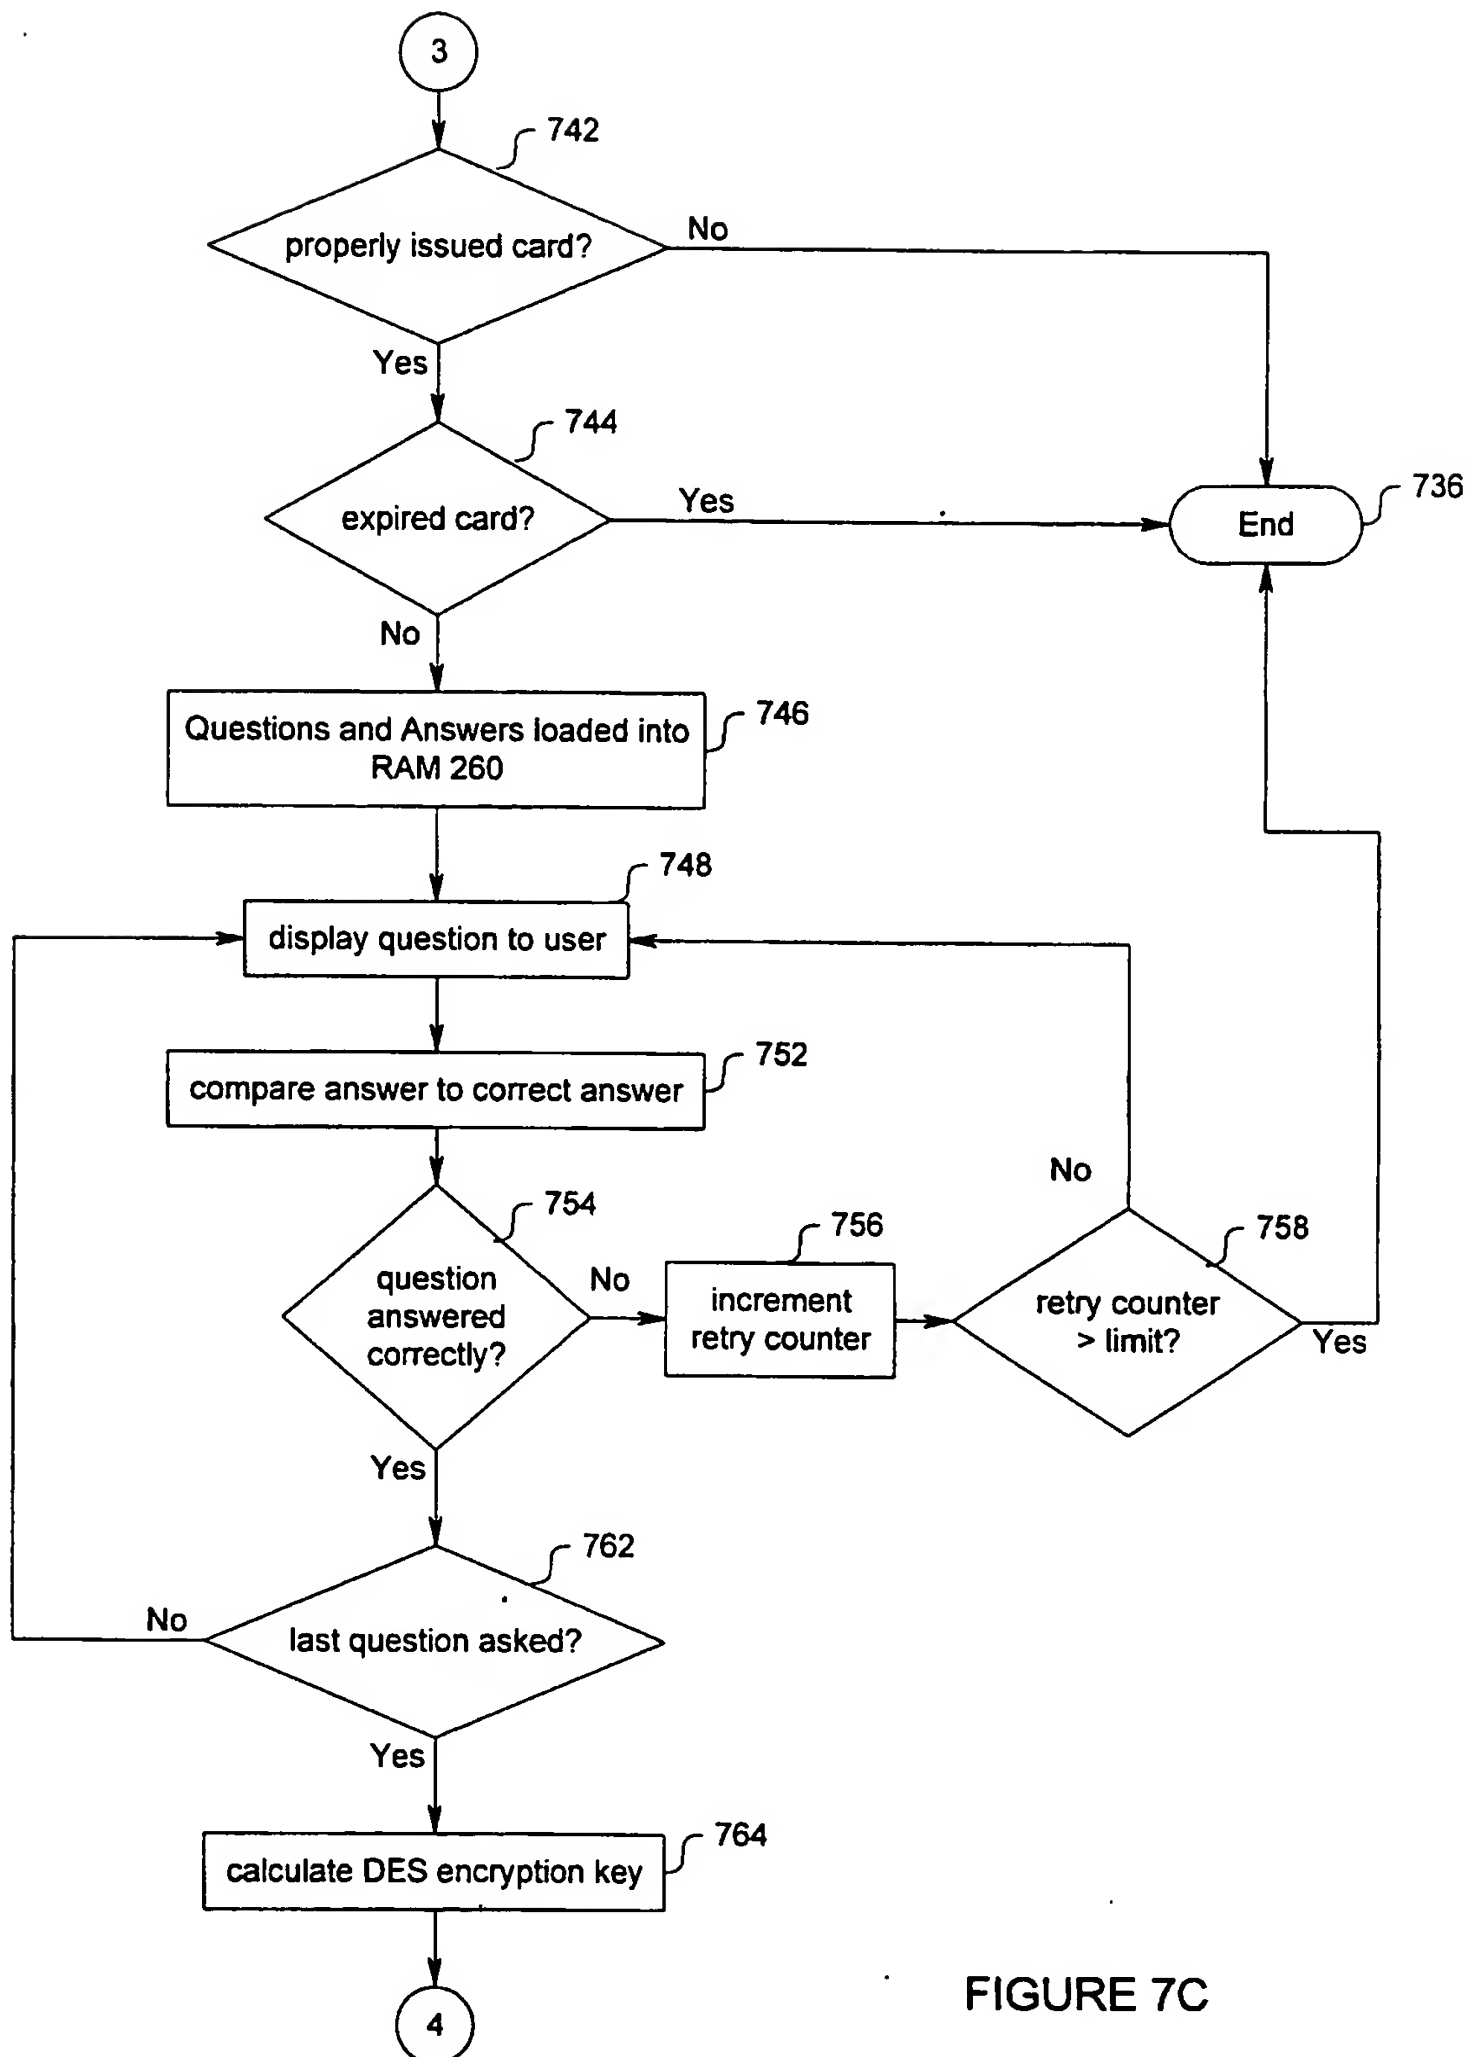 3
742
properly issued card?
No
Yes
744
expired card?
Yes
736
End
No
Questions and Answers loaded into
RAM 260
746
748
display question to user
752
compare answer to correct answer
No
754
question
answered
correctly?
No
756
increment
retry counter
758
retry counter
> limit?
Yes
Yes
762
No
last question asked?
Yes
764
calculate DES encryption key
4
FIGURE 7C